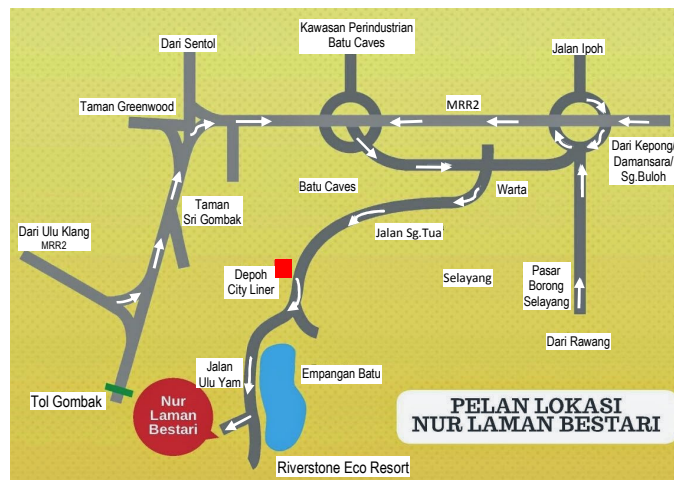 Kawasan Perindustrian
Batu Caves
Dari Sentol
Jalan Ipoh
Taman Greenwood
MRR2
Dari Kepong/
Damansara/
Sg.Buloh
Batu Caves
Warta
Taman
Sri Gombak
Dari Ulu Klang
MRR2
Jalan Sg.Tua
Depoh
City Liner
Selayang
Pasar
Borong
Selayang
Dari Rawang
Jalan
Ulu Yam
Empangan Batu
Tol Gombak
Nur
Laman
Bestari
PELAN LOKASI
NUR LAMAN BESTARI
Riverstone Eco Resort